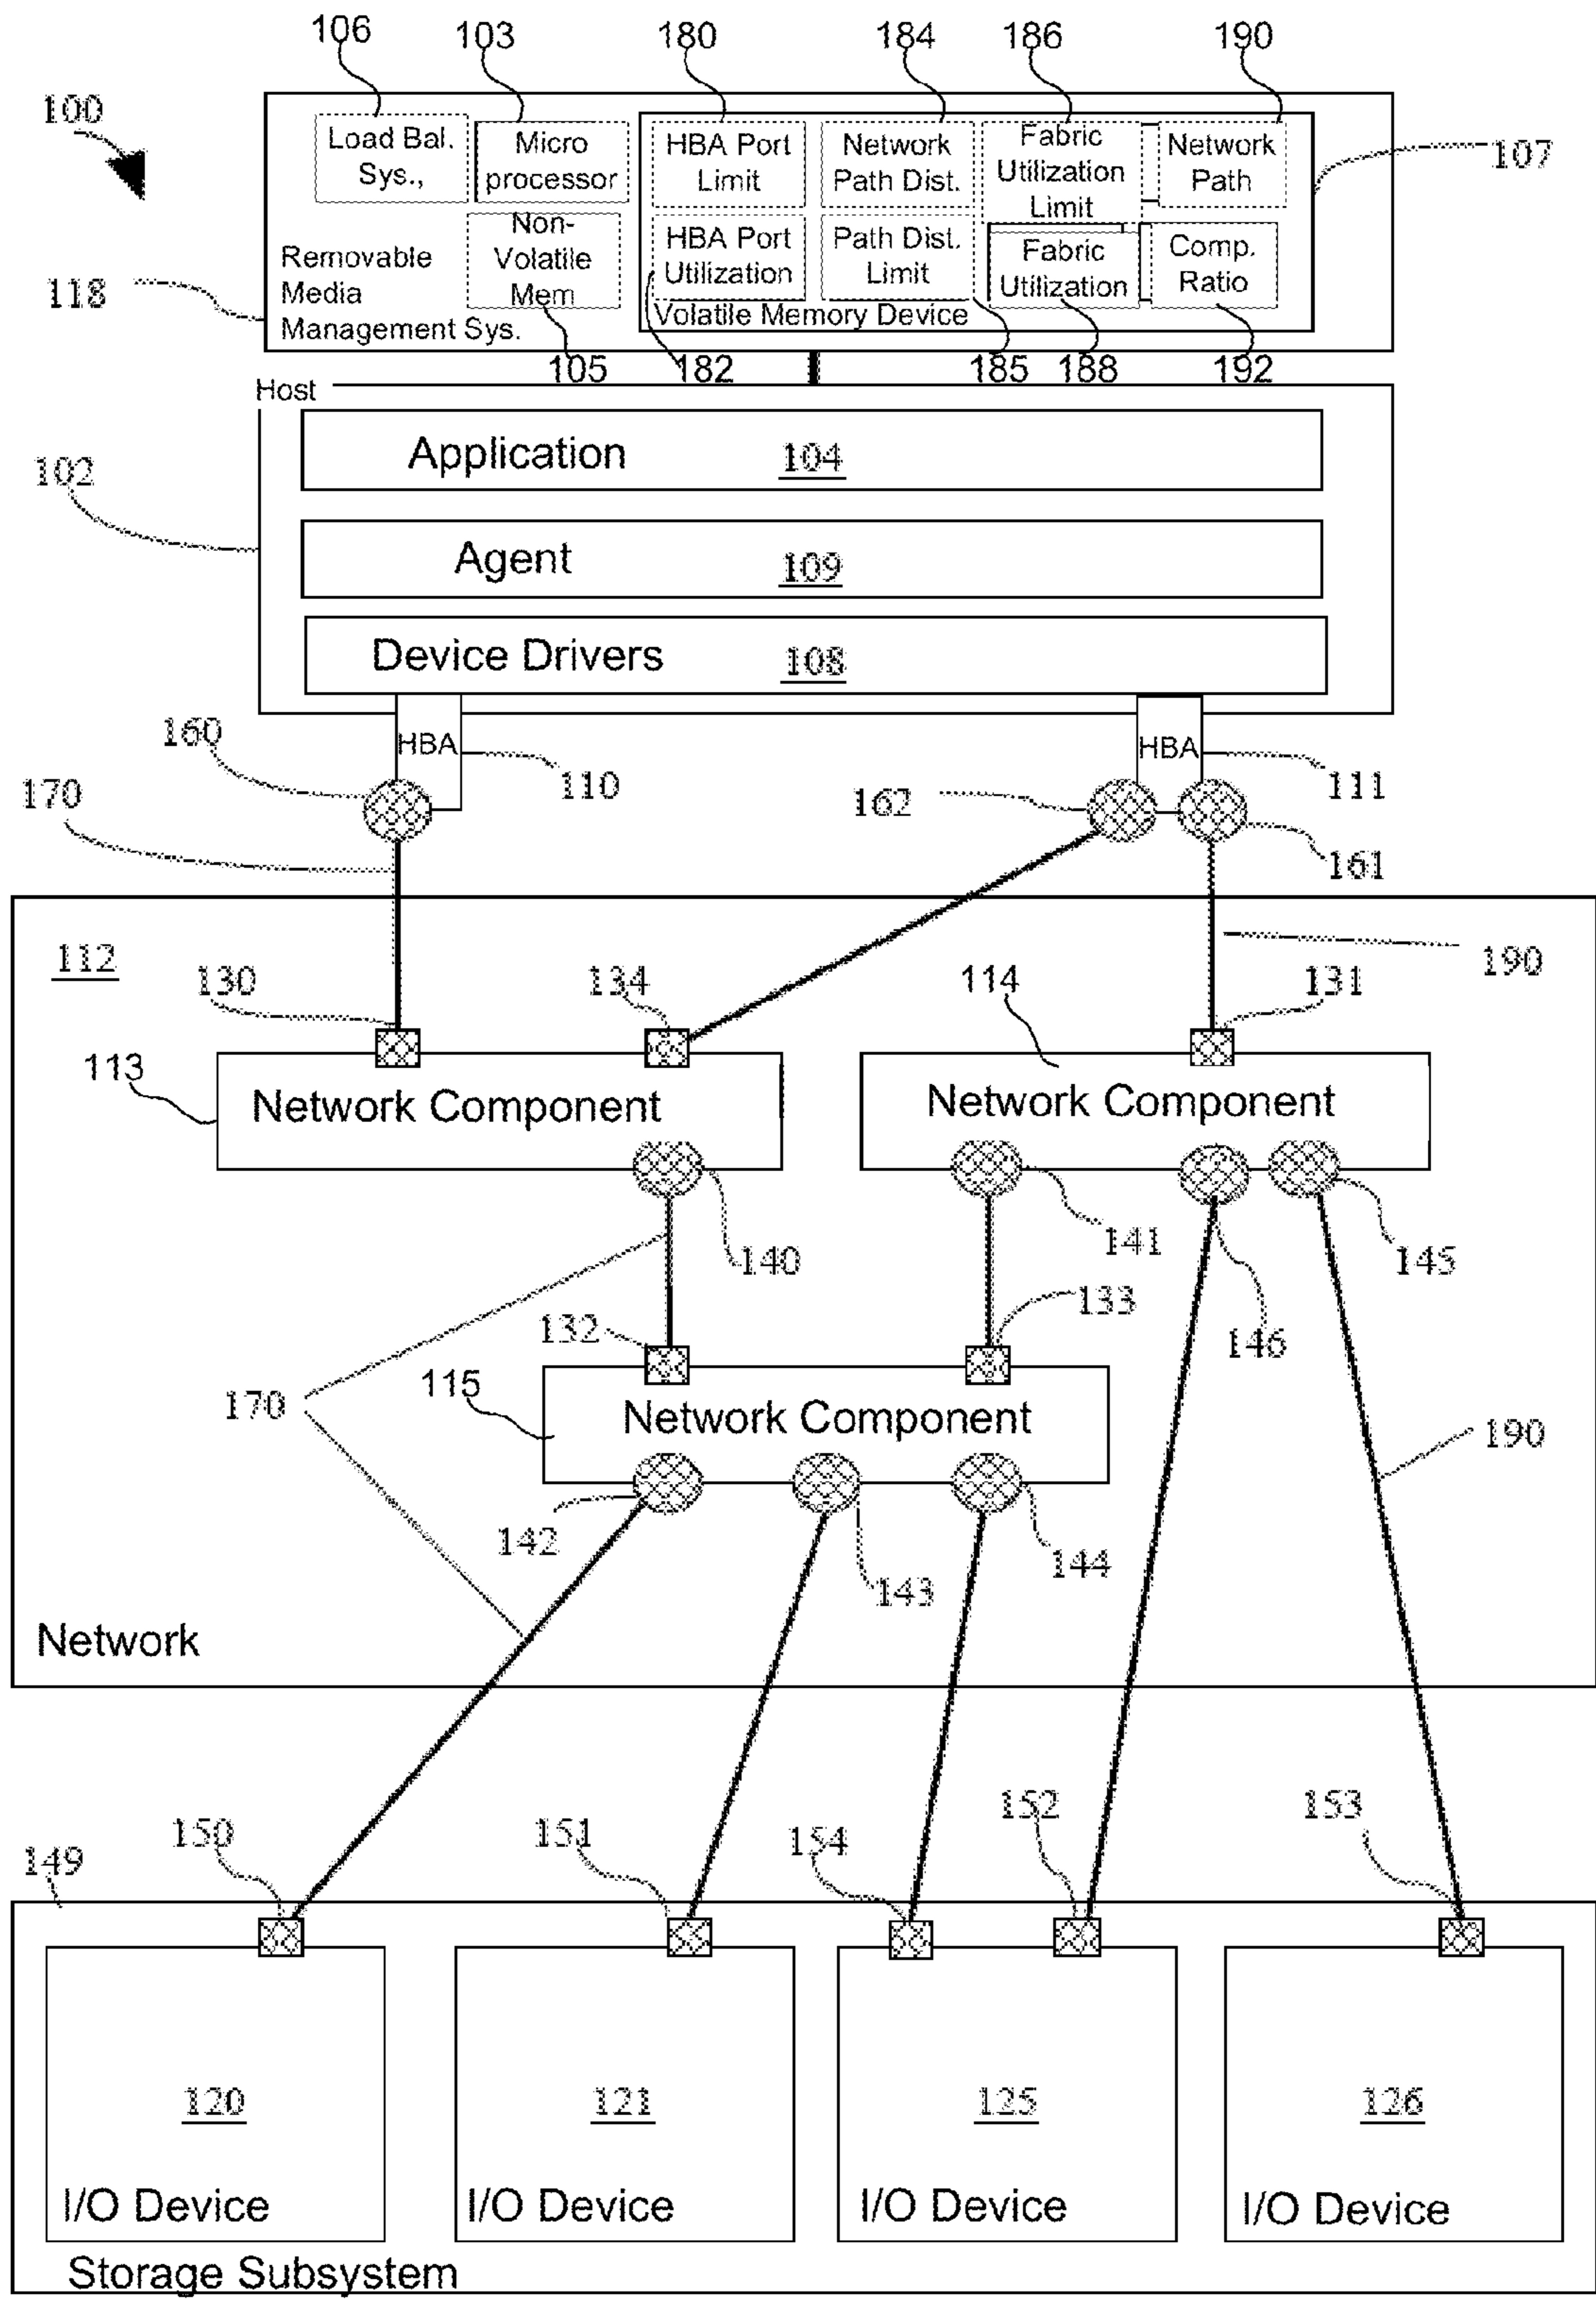 106 103 180 184 186 190
100
Load Bal. Sys.,
Micro processor
HBA Port Limit
Network Path Dist.
Fabric Utilization Limit
Network Path
107
Non-Volatile Mem
HBA Port Utilization
Path Dist. Limit
Fabric Utilization
Comp. Ratio
Removable
Media
Management Sys.
118
Volatile Memory Device
105 182 185 188 192
Host
Application 104
102
Agent 109
Device Drivers 108
160
HBA
110
HBA
111
170
162
161
112
130
134
114
131
190
113
Network Component
Network Component
140
141
145
132
133
146
170
115
Network Component
190
142
143
144
Network
149
150
151
154
152
153
120
121
125
126
I/O Device
I/O Device
I/O Device
I/O Device
Storage Subsystem